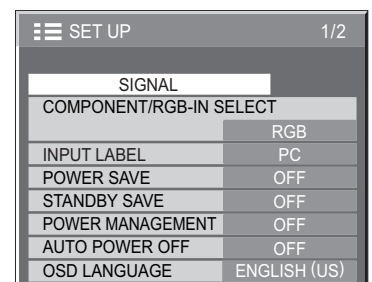 SET UP 1/2
SIGNAL
COMPONENT/RGB-IN SELECT
RGB
INPUT LABEL PC
POWER SAVE OFF
STANDBY SAVE OFF
POWER MANAGEMENT OFF
AUTO POWER OFF OFF
OSD LANGUAGE ENGLISH (US)